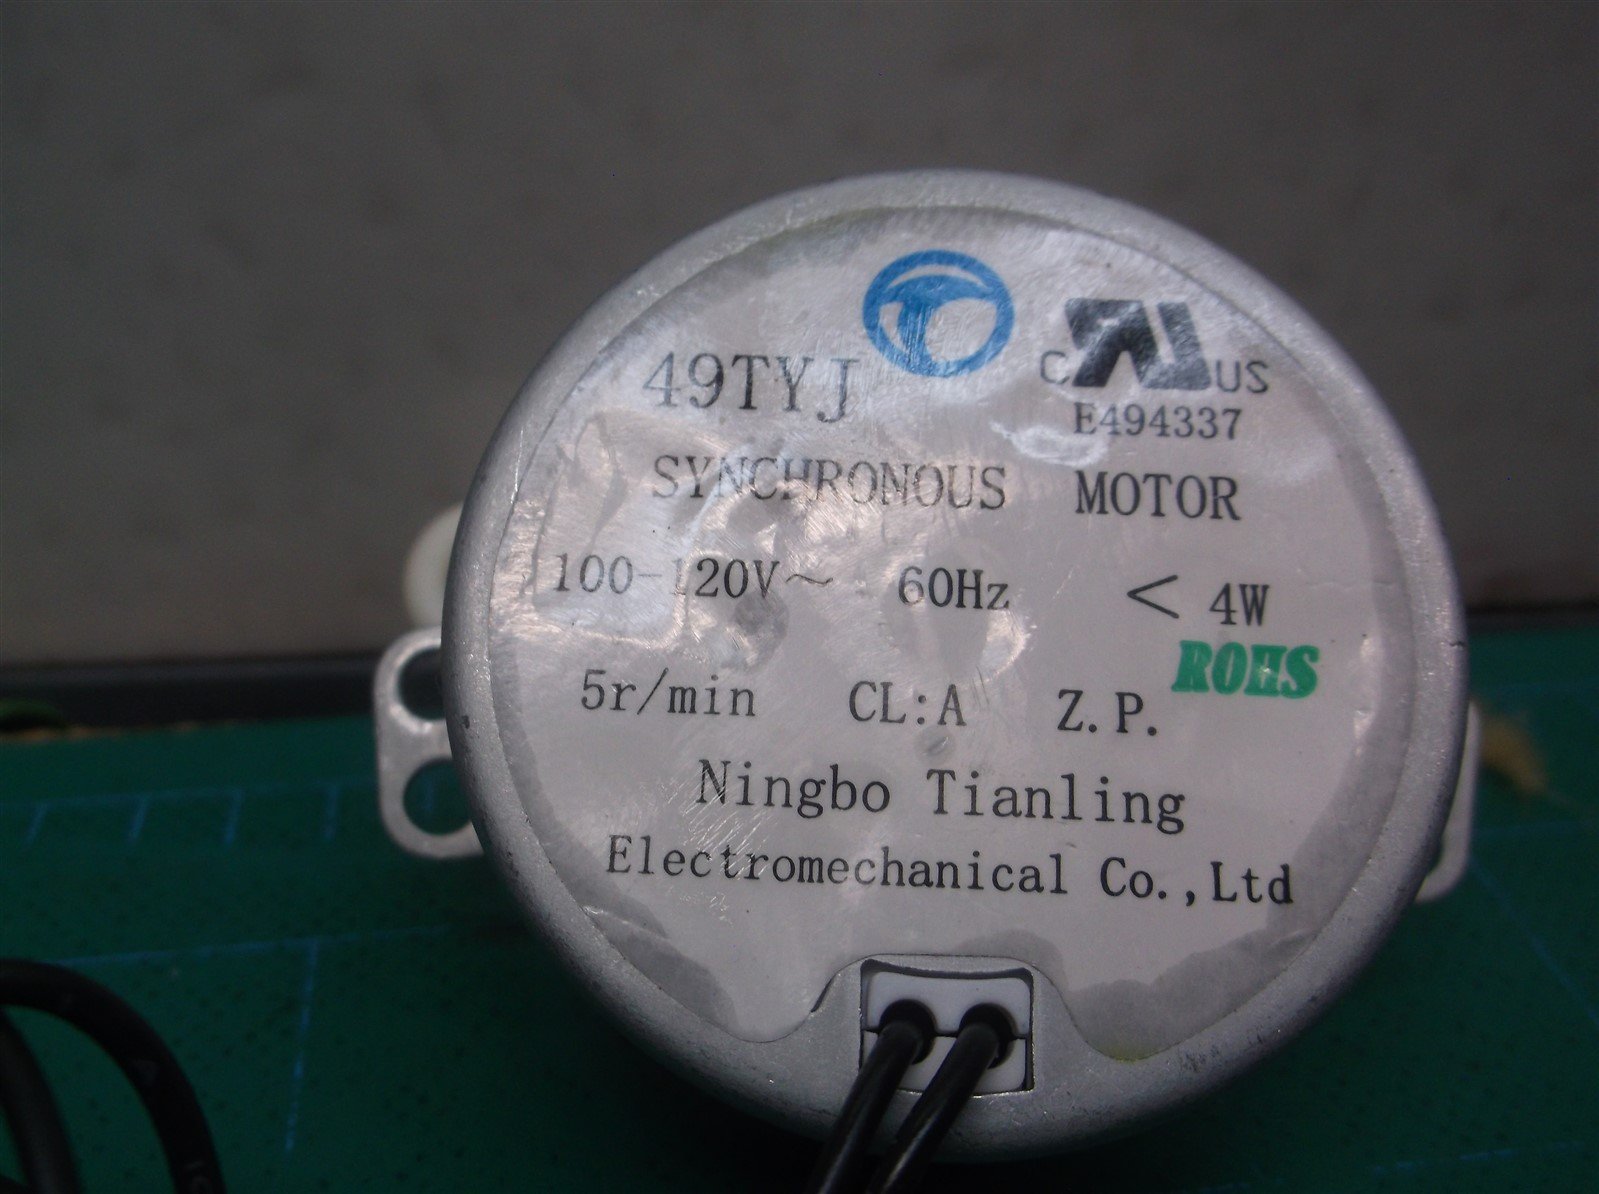 49TYJ
C US
E494337
SYNCHRONOUS MOTOR
100-120V~ 60Hz < 4W
ROHS
5r/min CL:A Z.P.
Ningbo Tianling
Electromechanical Co.,Ltd